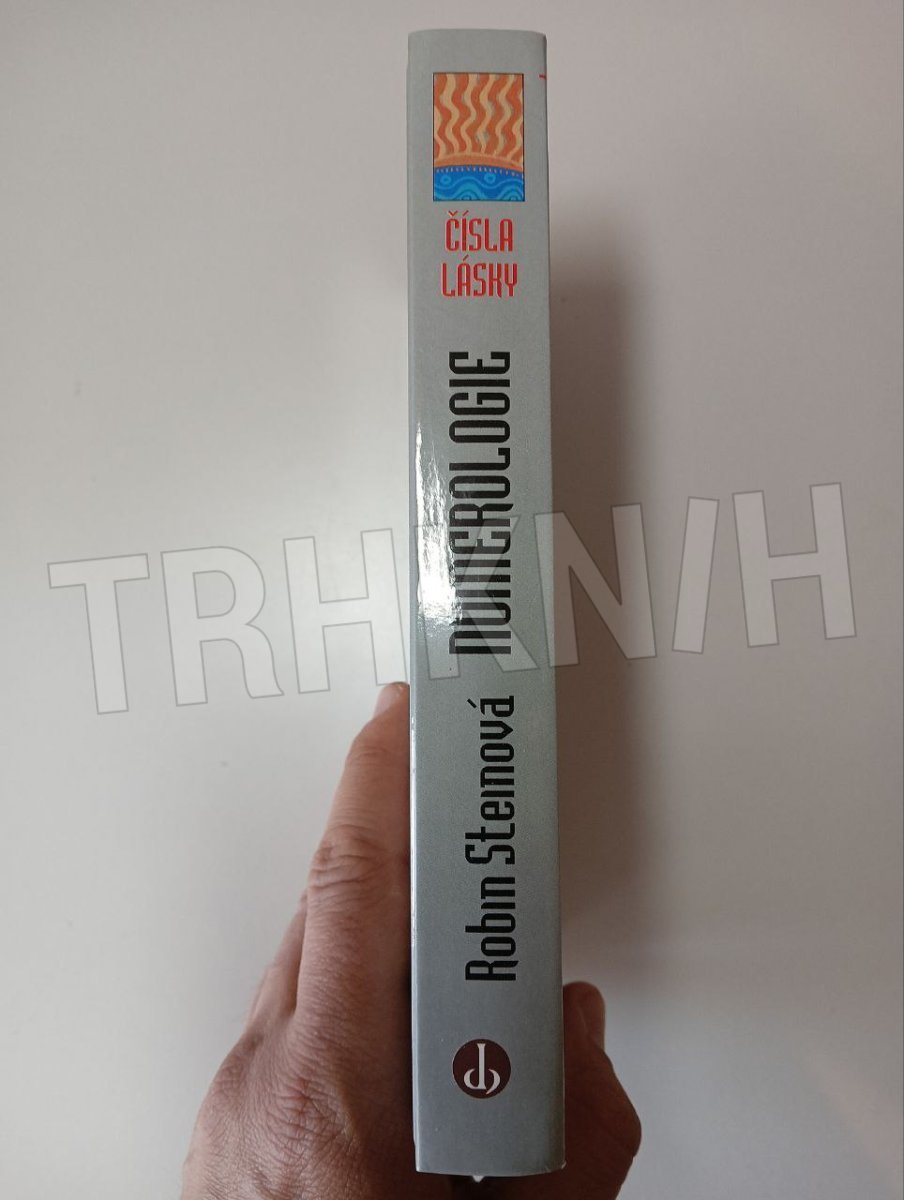 ČÍSLA
LÁSKY
Robin Steinová NUMEROLOGIE
TRHKNIH